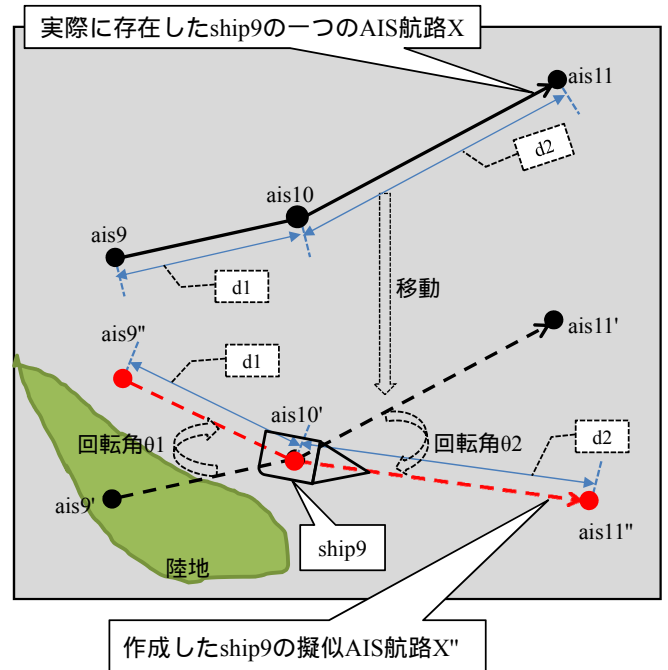 実際に存在したship9の一つのAIS航路X
ais11
d2
ais10
ais9
d1
移動
ais11'
ais9"
d1
ais10'
回転角θ1
回転角θ2
d2
ais9'
ais11"
ship9
陸地
作成したship9の擬似AIS航路X"